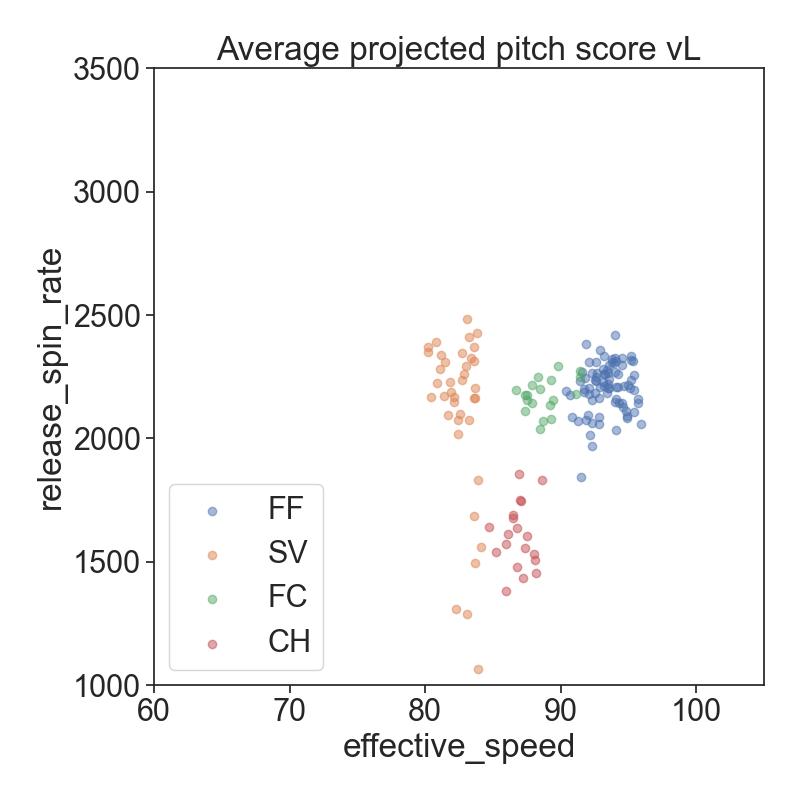 Average projected pitch score vL
3500
3000
2500
2000
1500
1000
release_spin_rate
FF
SV
FC
CH
60
70
80
90
100
effective_speed